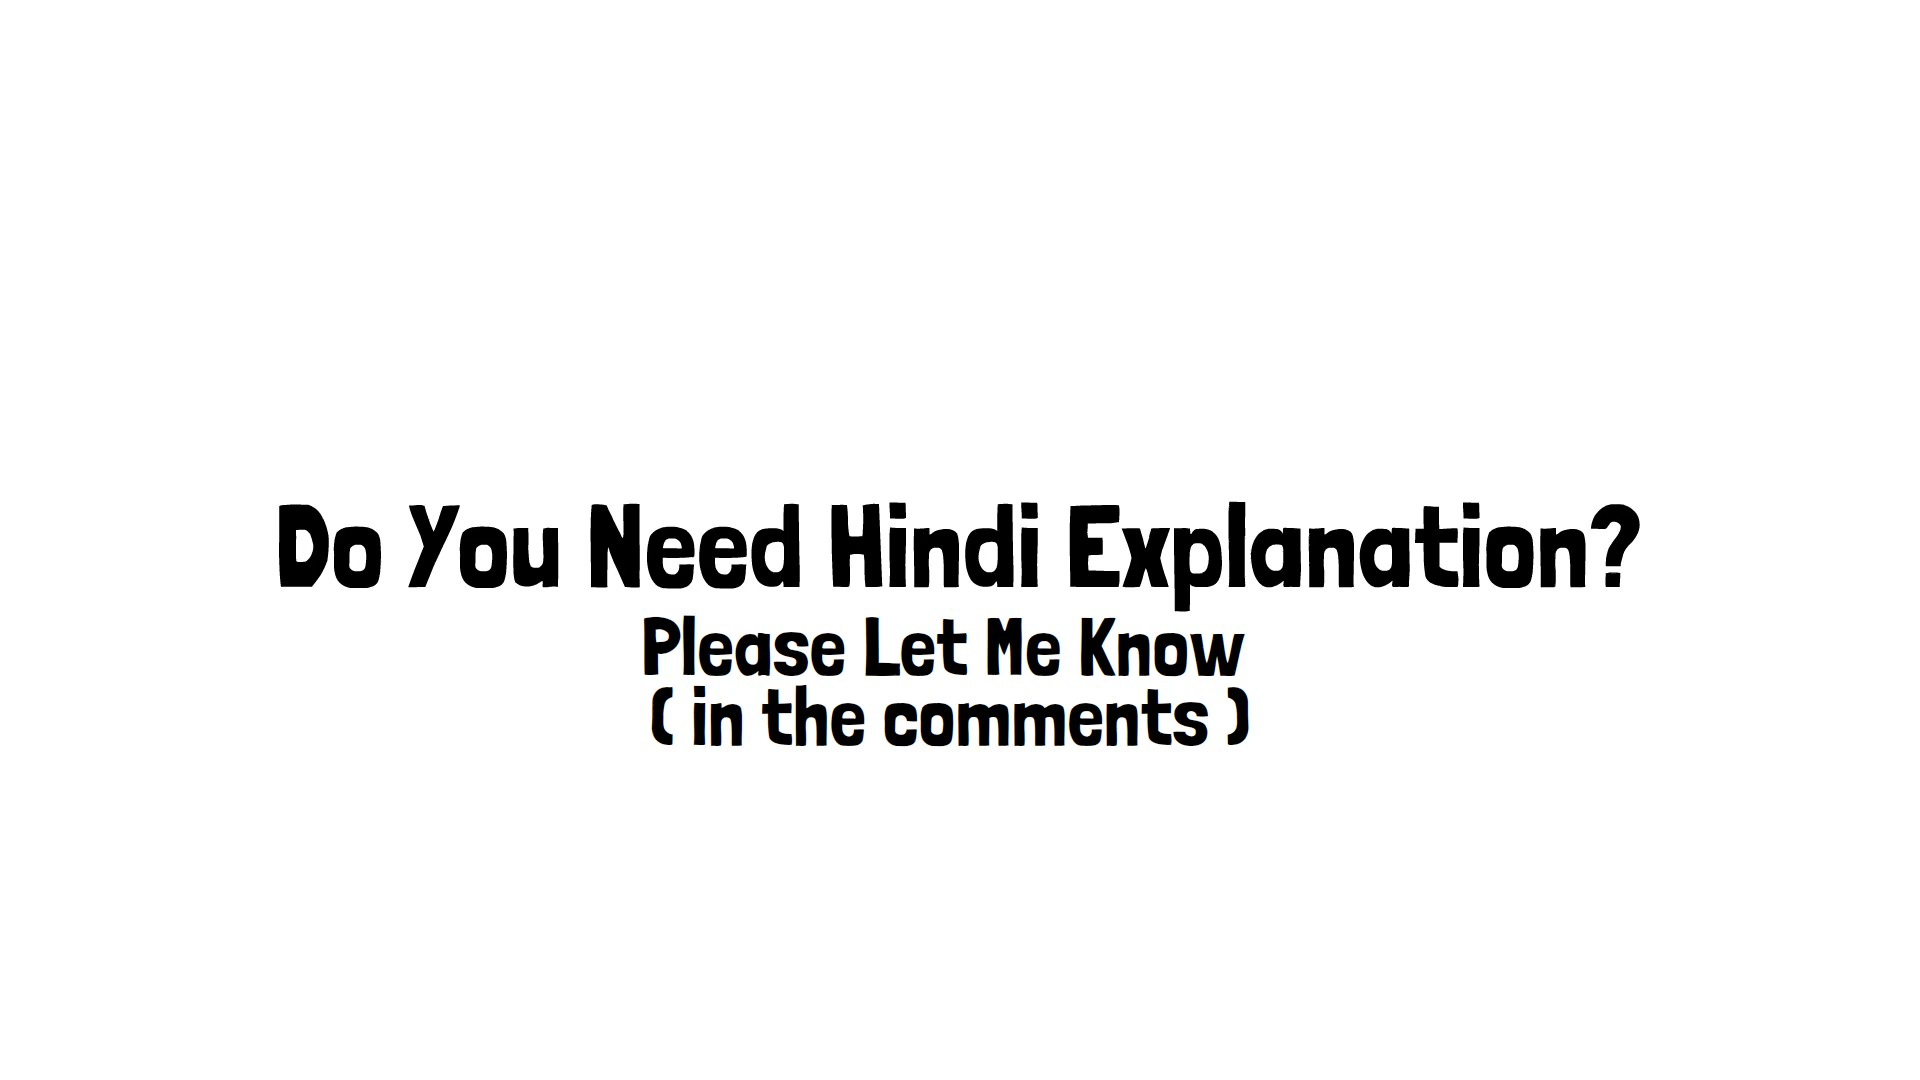 Do You Need Hindi Explanation?
Please Let Me Know
( in the comments )